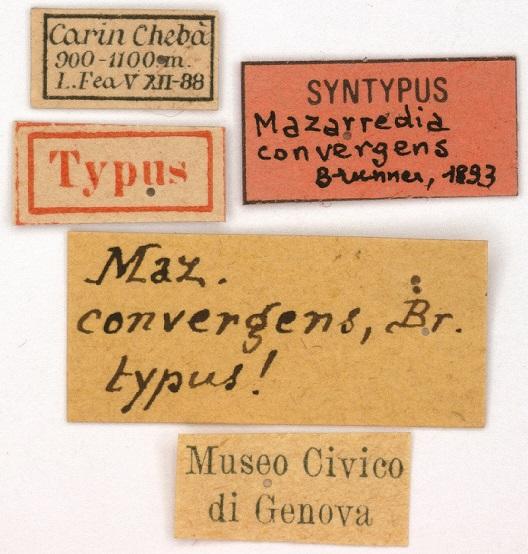 Carin Chebà
900-1100 m.
L. Fea V XII-88
Typus
SYNTYPUS
Mazarredia
convergens
Brunner, 1893
Maz.
convergens, Br.
typus!
Museo Civico
di Genova